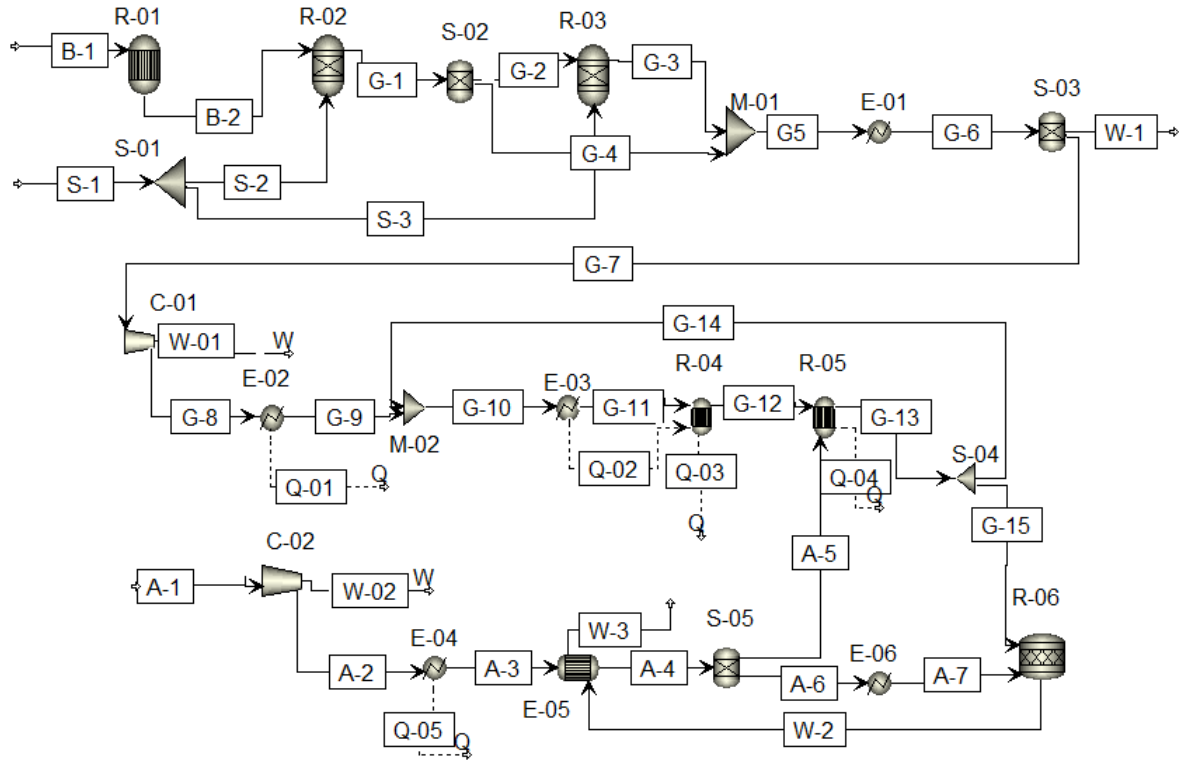 R-01
R-02
S-02
R-03
B-1
G-1
G-2
G-3
M-01
E-01
S-03
B-2
G5
G-6
W-1
S-01
G-4
S-1
S-2
S-3
G-7
C-01
W-01
W
G-14
E-02
R-04
R-05
E-03
G-8
G-9
G-10
G-11
G-12
G-13
M-02
S-04
Q-01
Q
Q-02
Q-03
Q-04
Q
Q
G-15
C-02
A-5
A-1
W-02
W
R-06
W-3
S-05
E-04
A-2
A-3
A-4
E-06
A-6
A-7
E-05
Q-05
Q
W-2